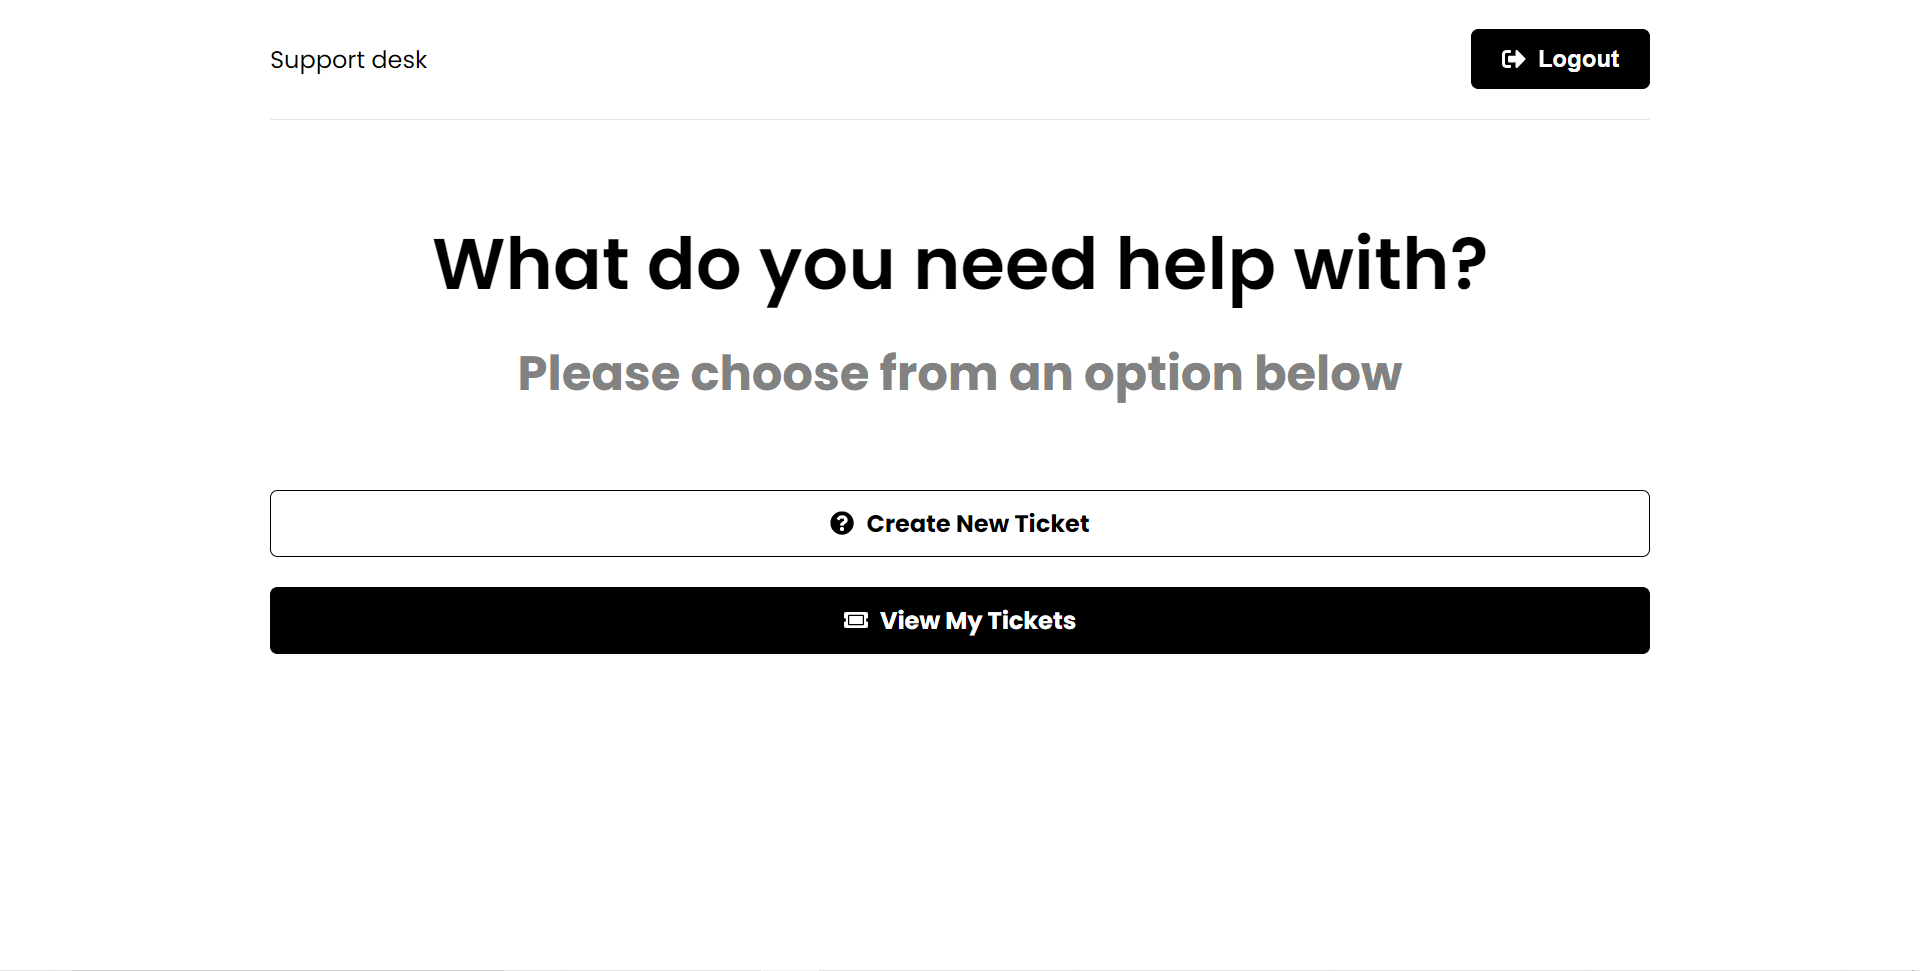 Support desk
Logout
What do you need help with?
Please choose from an option below
Create New Ticket
View My Tickets